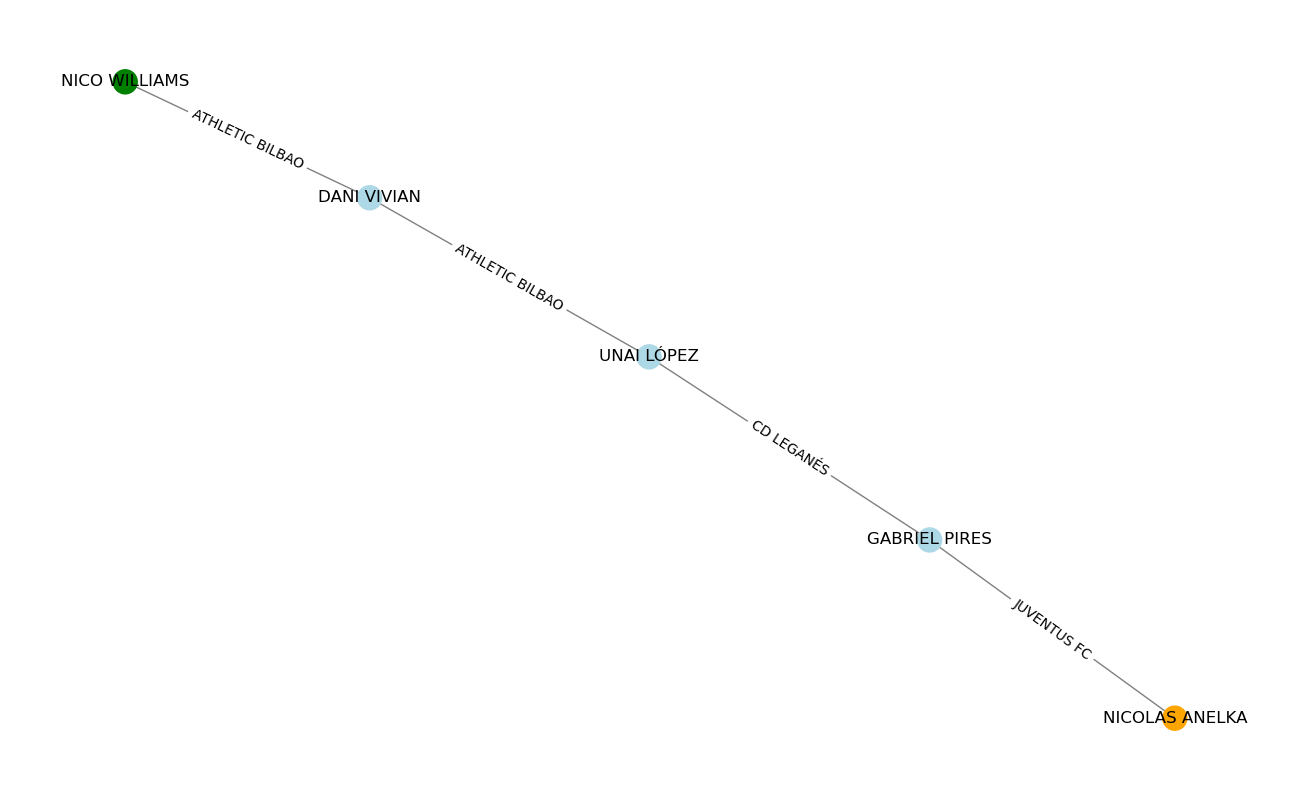 NICO WILLIAMS
ATHLETIC BILBAO
DANI VIVIAN
ATHLETIC BILBAO
UNAI LÓPEZ
CD LEGANÉS
GABRIEL PIRES
JUVENTUS FC
NICOLAS ANELKA